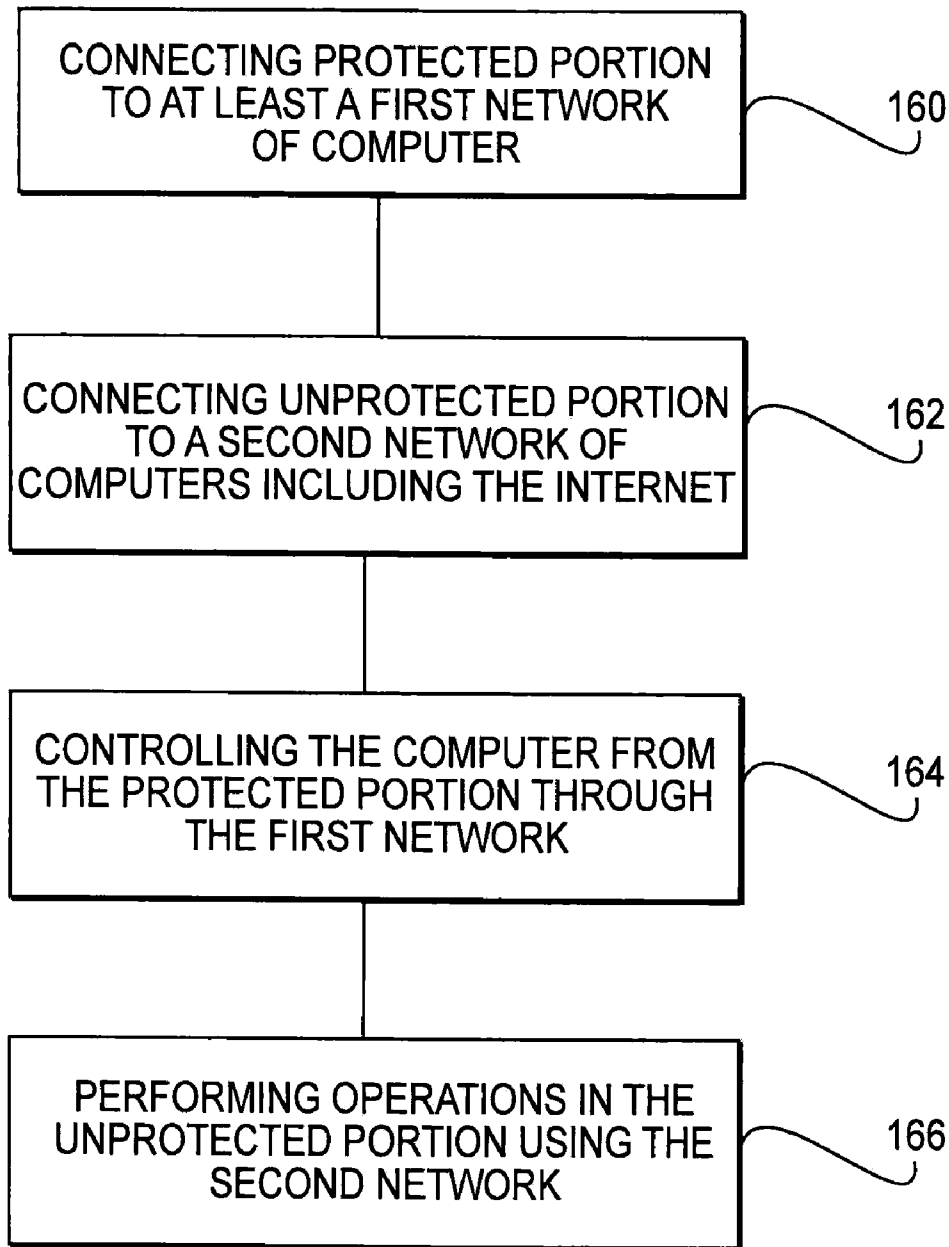 CONNECTING PROTECTED PORTION
TO AT LEAST A FIRST NETWORK
OF COMPUTER
160
CONNECTING UNPROTECTED PORTION
TO A SECOND NETWORK OF
COMPUTERS INCLUDING THE INTERNET
162
CONTROLLING THE COMPUTER FROM
THE PROTECTED PORTION THROUGH
THE FIRST NETWORK
164
PERFORMING OPERATIONS IN THE
UNPROTECTED PORTION USING THE
SECOND NETWORK
166